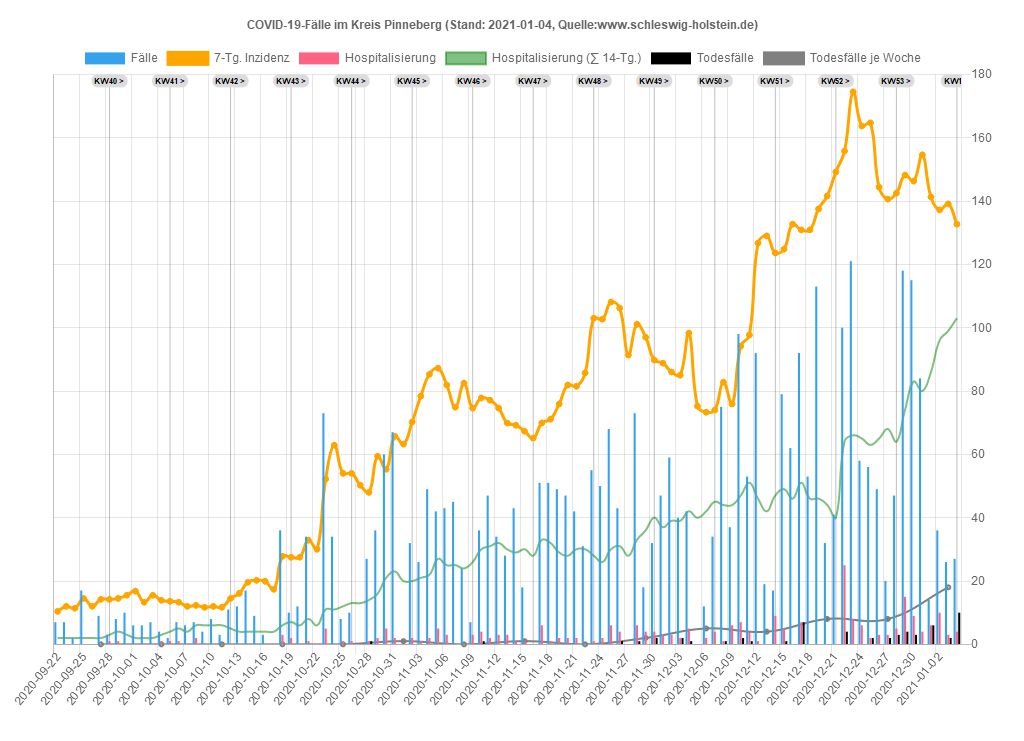 COVID-19-Fälle im Kreis Pinneberg (Stand: 2021-01-04, Quelle:www.schleswig-holstein.de)
Fälle 7-Tg. Inzidenz Hospitalisierung Hospitalisierung (∑ 14-Tg.) Todesfälle Todesfälle je Woche
KW40 > KW41 > KW42 > KW43 > KW44 > KW45 > KW46 > KW47 > KW48 > KW49 > KW50 > KW51 > KW52 > KW53 > KW1
180
160
140
120
100
80
60
40
20
0
2020-09-22 2020-09-25 2020-09-28 2020-10-01 2020-10-04 2020-10-07 2020-10-10 2020-10-13 2020-10-16 2020-10-19 2020-10-22 2020-10-25 2020-10-28 2020-10-31 2020-11-03 2020-11-06 2020-11-09 2020-11-12 2020-11-15 2020-11-18 2020-11-21 2020-11-24 2020-11-27 2020-11-30 2020-12-03 2020-12-06 2020-12-09 2020-12-12 2020-12-15 2020-12-18 2020-12-21 2020-12-24 2020-12-27 2020-12-30 2021-01-02